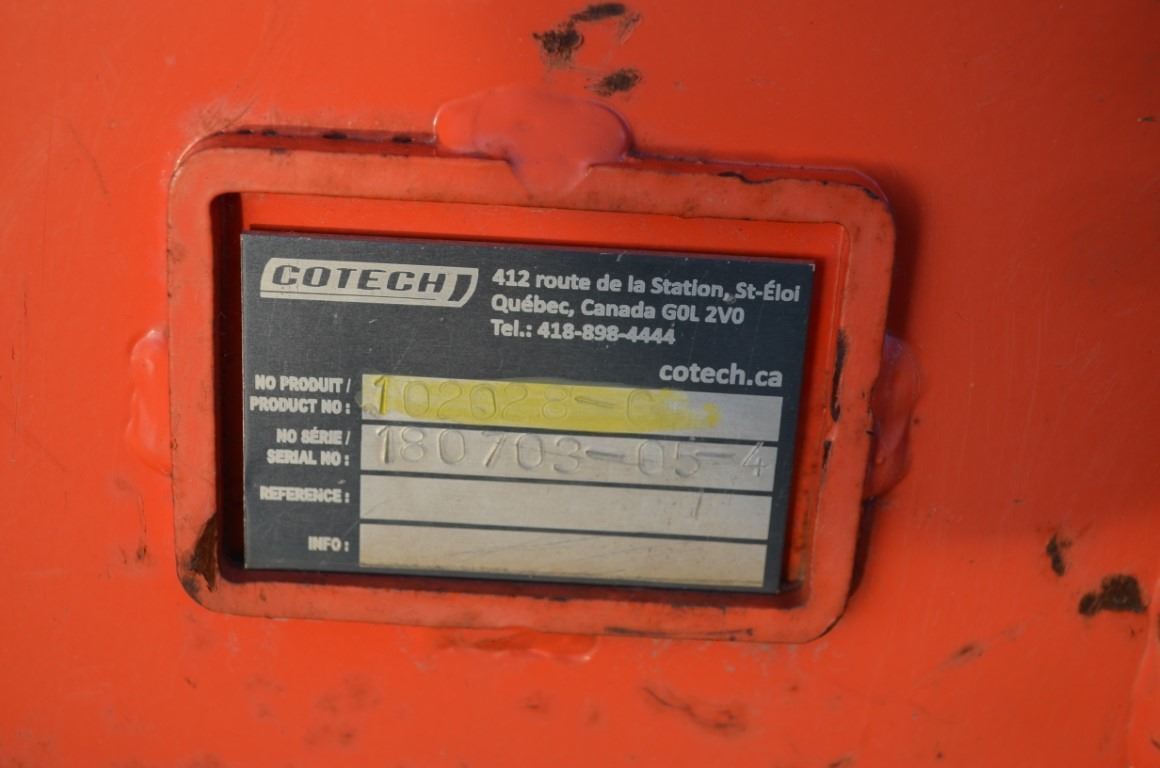 COTECH
412 route de la Station, St-Éloi
Québec, Canada G0L 2V0
Tel.: 418-898-4444
cotech.ca
NO PRODUIT /
PRODUCT NO :
NO SÉRIE /
SERIAL NO : 180703-05-4
REFERENCE :
INFO :